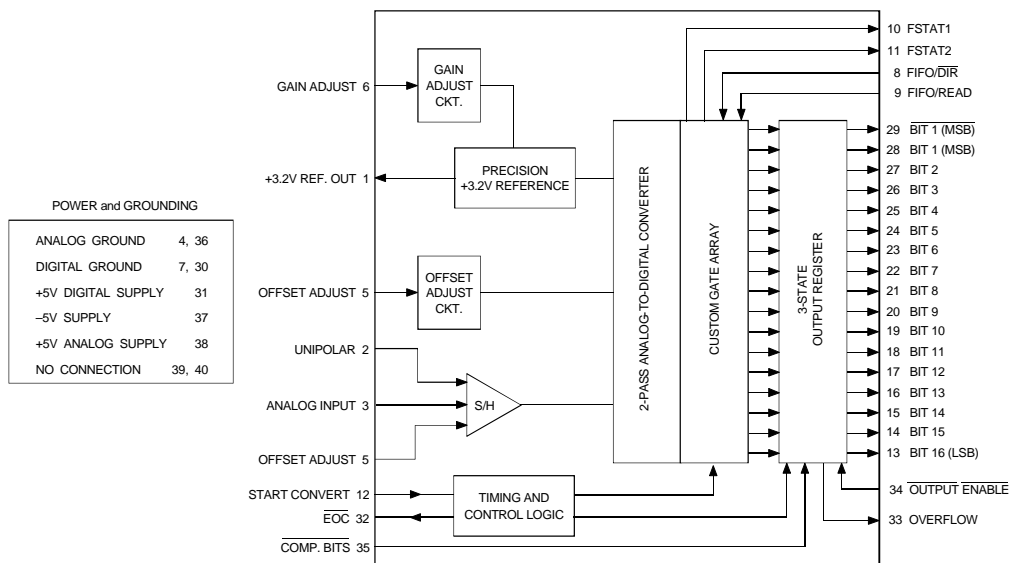 10 FSTAT1
11 FSTAT2
8 FIFO/DIR
9 FIFO/READ
GAIN ADJUST 6
GAIN
ADJUST
CKT.
+3.2V REF. OUT 1
PRECISION
+3.2V REFERENCE
OFFSET ADJUST 5
OFFSET
ADJUST
CKT.
UNIPOLAR 2
ANALOG INPUT 3
S/H
OFFSET ADJUST 5
START CONVERT 12
EOC 32
COMP. BITS 35
TIMING AND
CONTROL LOGIC
2-PASS ANALOG-TO-DIGITAL CONVERTER
CUSTOM GATE ARRAY
3-STATE
OUTPUT REGISTER
29 BIT 1 (MSB)
28 BIT 1 (MSB)
27 BIT 2
26 BIT 3
25 BIT 4
24 BIT 5
23 BIT 6
22 BIT 7
21 BIT 8
20 BIT 9
19 BIT 10
18 BIT 11
17 BIT 12
16 BIT 13
15 BIT 14
14 BIT 15
13 BIT 16 (LSB)
34 OUTPUT ENABLE
33 OVERFLOW
POWER and GROUNDING
ANALOG GROUND 4, 36
DIGITAL GROUND 7, 30
+5V DIGITAL SUPPLY 31
–5V SUPPLY 37
+5V ANALOG SUPPLY 38
NO CONNECTION 39, 40